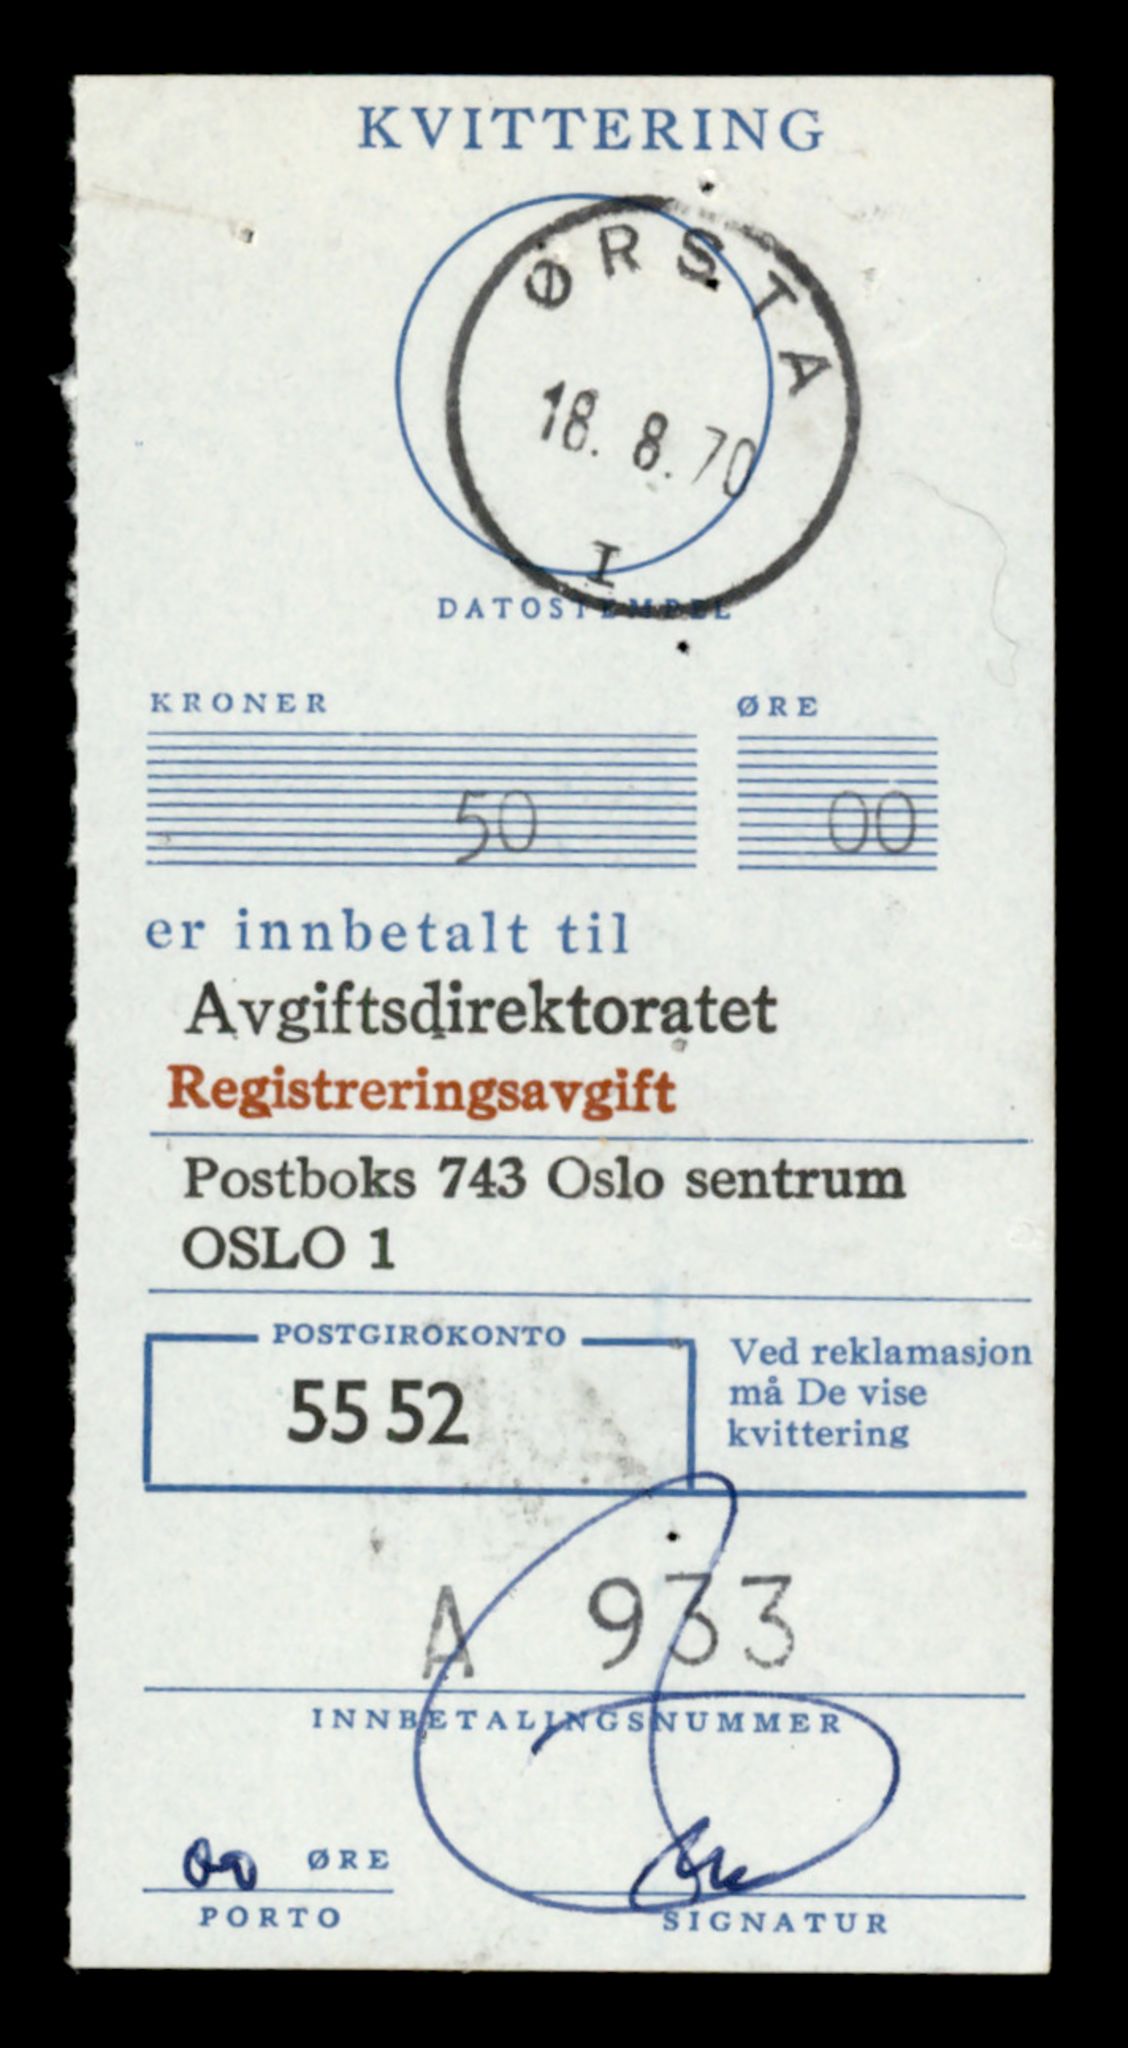 KVITTERING
ØRSTA
18. 8. 70
I
DATOSTEMPEL
KRONER ØRE
50 00
er innbetalt til
Avgiftsdirektoratet
Registreringsavgift
Postboks 743 Oslo sentrum
OSLO 1
POSTGIROKONTO
55 52
Ved reklamasjon
må De vise
kvittering
A 933
INNBETALINGSNUMMER
00 ØRE
PORTO
SIGNATUR